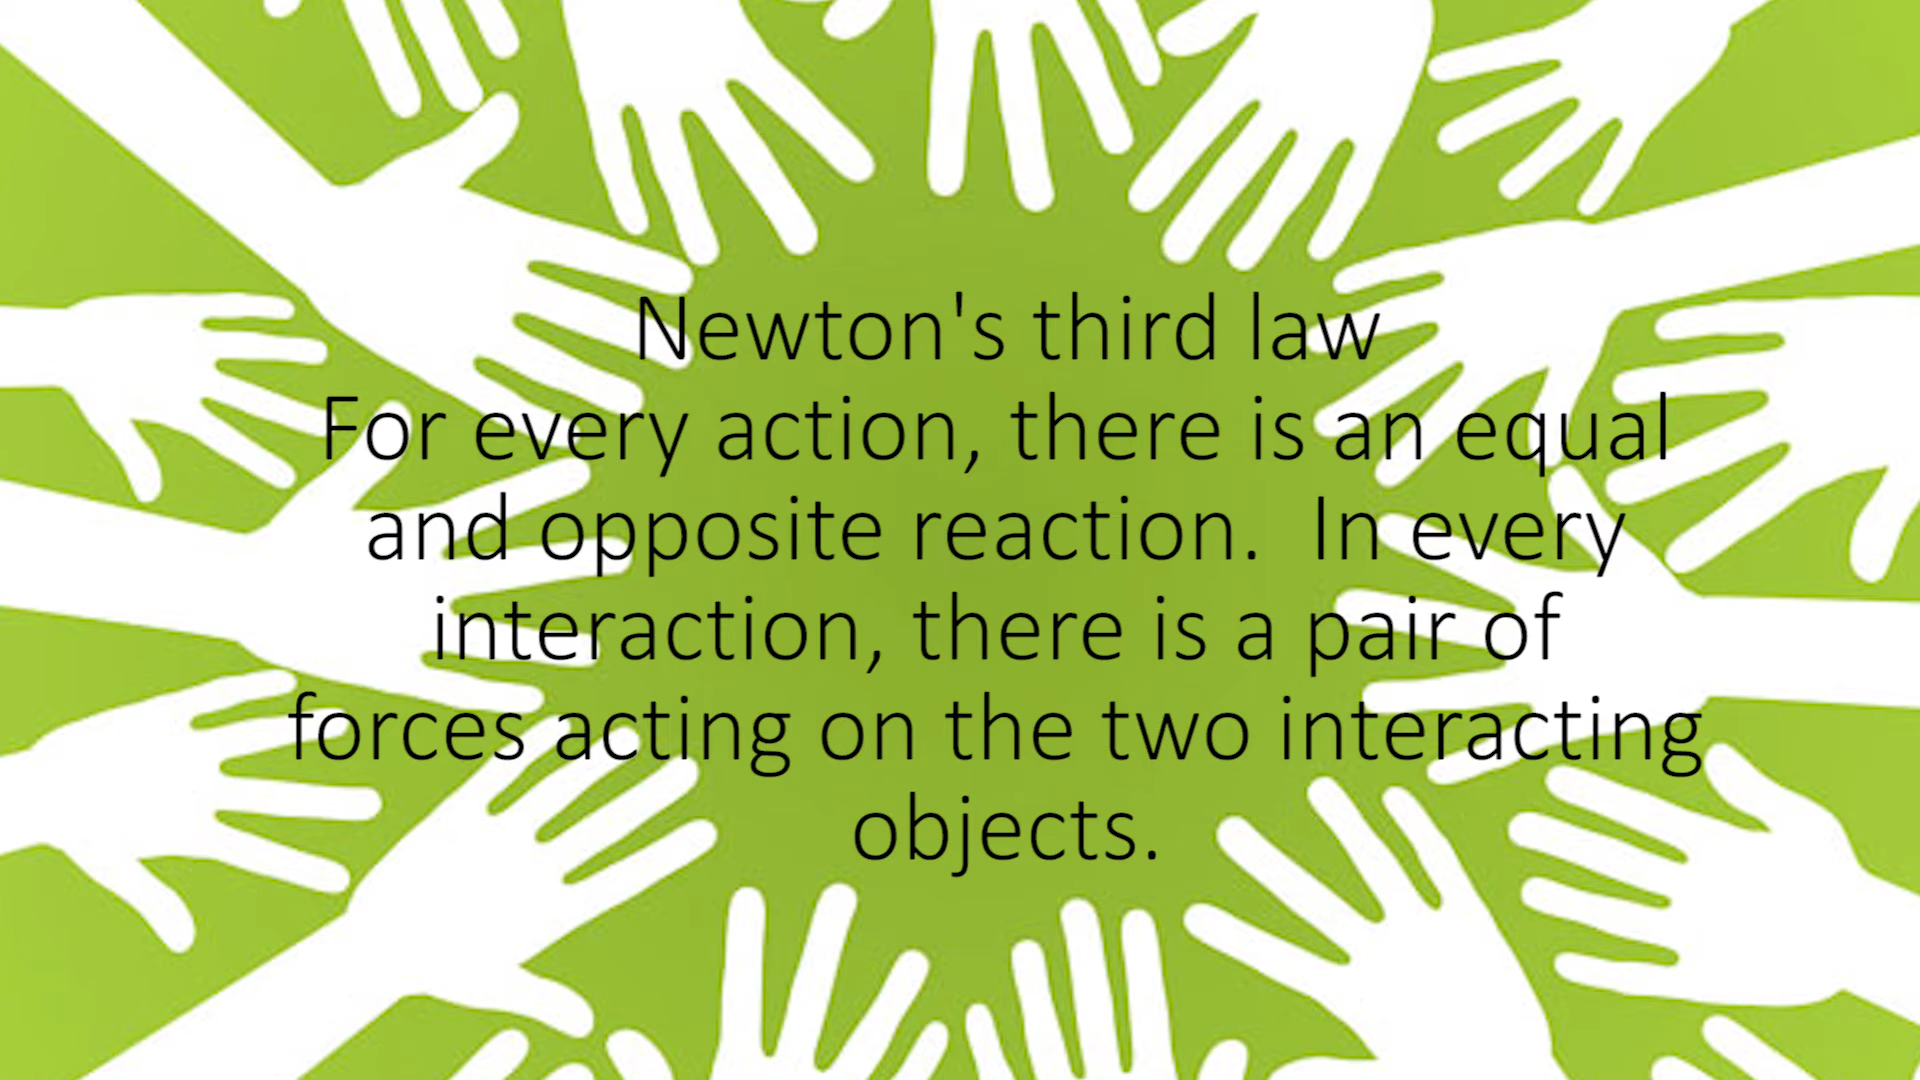 Newton's third law
For every action, there is an equal
and opposite reaction.  In every
interaction, there is a pair of
forces acting on the two interacting
objects.